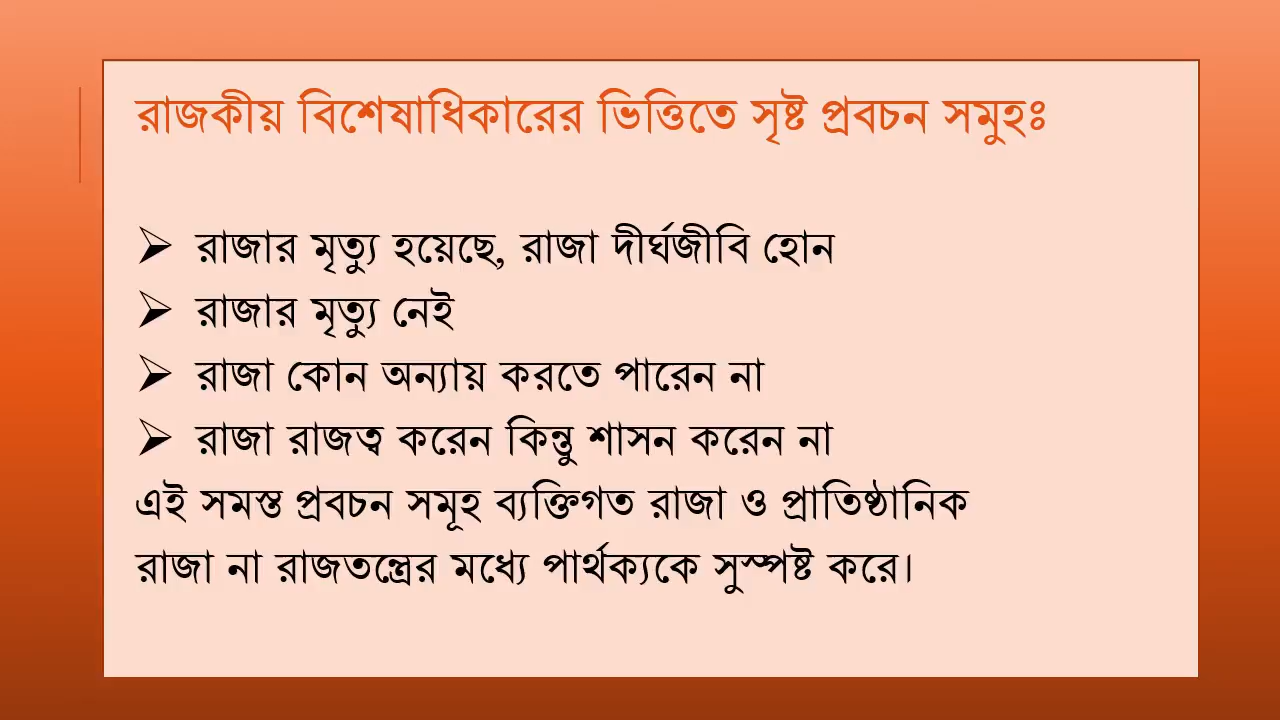 রাজকীয় বিশেষাধিকারের ভিত্তিতে সৃষ্ট প্রবচন সমুহঃ
➢ রাজার মৃত্যু হয়েছে, রাজা দীর্ঘজীবি হোন
➢ রাজার মৃত্যু নেই
➢ রাজা কোন অন্যায় করতে পারেন না
➢ রাজা রাজত্ব করেন কিন্তু শাসন করেন না
এই সমস্ত প্রবচন সমূহ ব্যক্তিগত রাজা ও প্রাতিষ্ঠানিক
রাজা না রাজতন্ত্রের মধ্যে পার্থক্যকে সুস্পষ্ট করে।